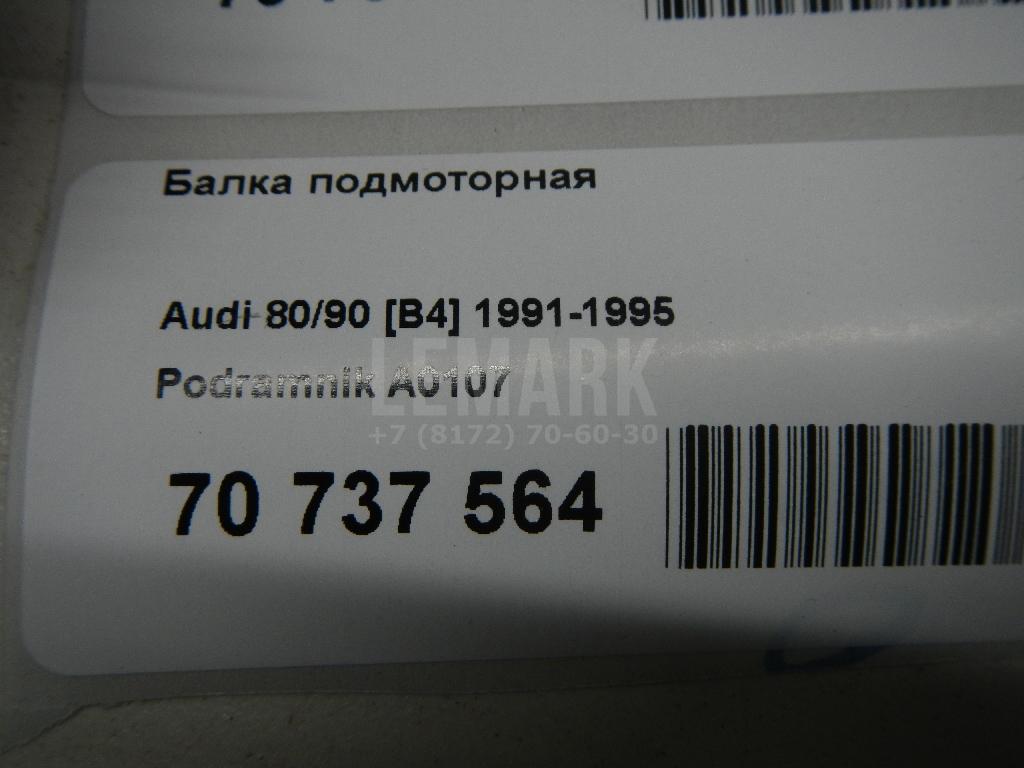 Балка подмоторная
Audi 80/90 [B4] 1991-1995
Podramnik A0107
LEMARK
+7 (8172) 70-60-30
70 737 564